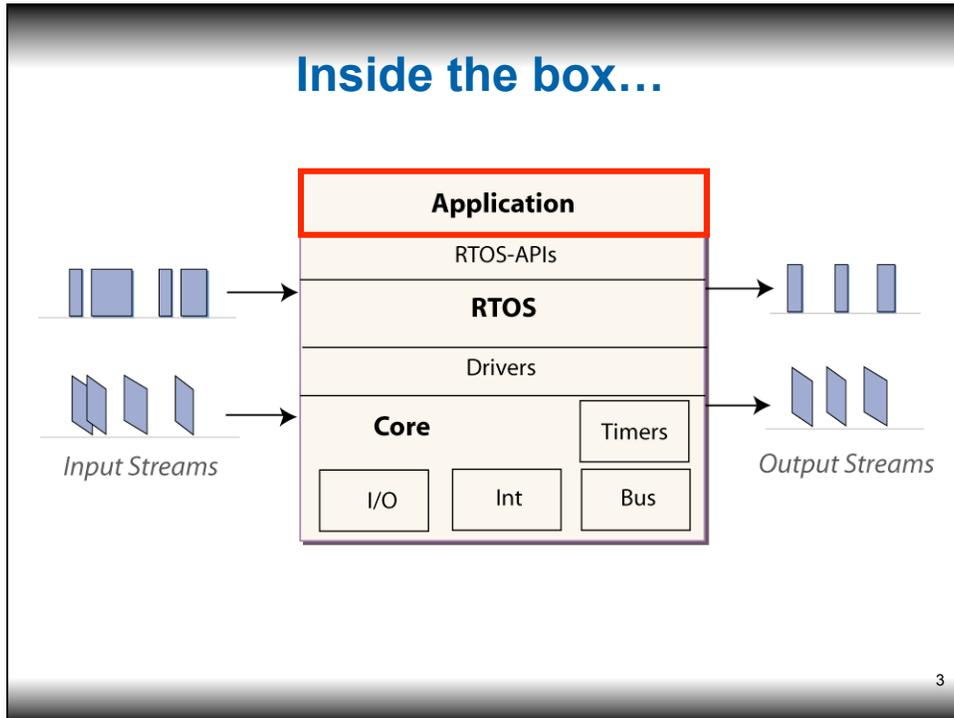 Inside the box…
Application
RTOS-APIs
RTOS
Drivers
Core
Timers
I/O
Int
Bus
Input Streams
Output Streams
3